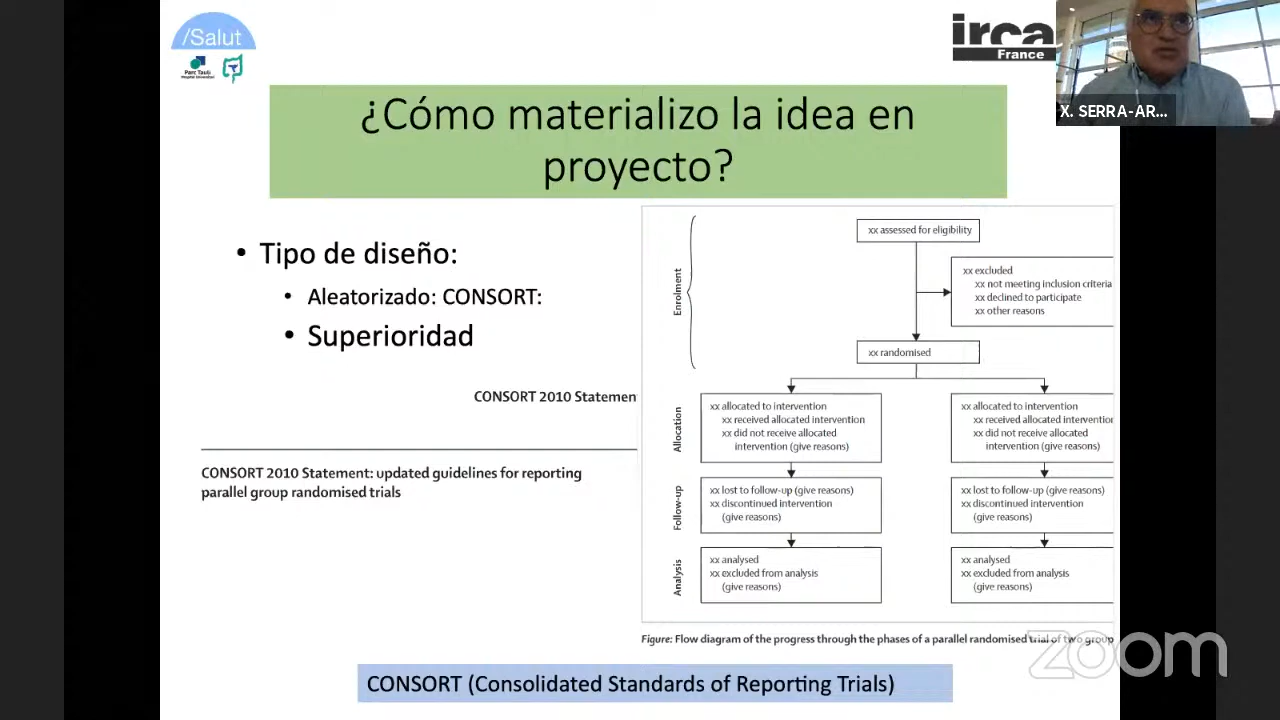 /Salut
Parc Taulí
Hospital Universitari
irca
France
X. SERRA-AR...
¿Cómo materializo la idea en
proyecto?
• Tipo de diseño:
• Aleatorizado: CONSORT:
• Superioridad
CONSORT 2010 Statemen
CONSORT 2010 Statement: updated guidelines for reporting
parallel group randomised trials
Enrolment
xx assessed for eligibility
xx excluded
xx not meeting inclusion criteria
xx declined to participate
xx other reasons
xx randomised
Allocation
xx allocated to intervention
xx received allocated intervention
xx did not receive allocated
intervention (give reasons)
xx allocated to intervention
xx received allocated intervention
xx did not receive allocated
intervention (give reasons)
Follow-up
xx lost to follow-up (give reasons)
xx discontinued intervention
(give reasons)
xx lost to follow-up (give reasons)
xx discontinued intervention
(give reasons)
Analysis
xx analysed
xx excluded from analysis
(give reasons)
xx analysed
xx excluded from analysis
(give reasons)
Figure: Flow diagram of the progress through the phases of a parallel randomised trial of two group
zoom
CONSORT (Consolidated Standards of Reporting Trials)